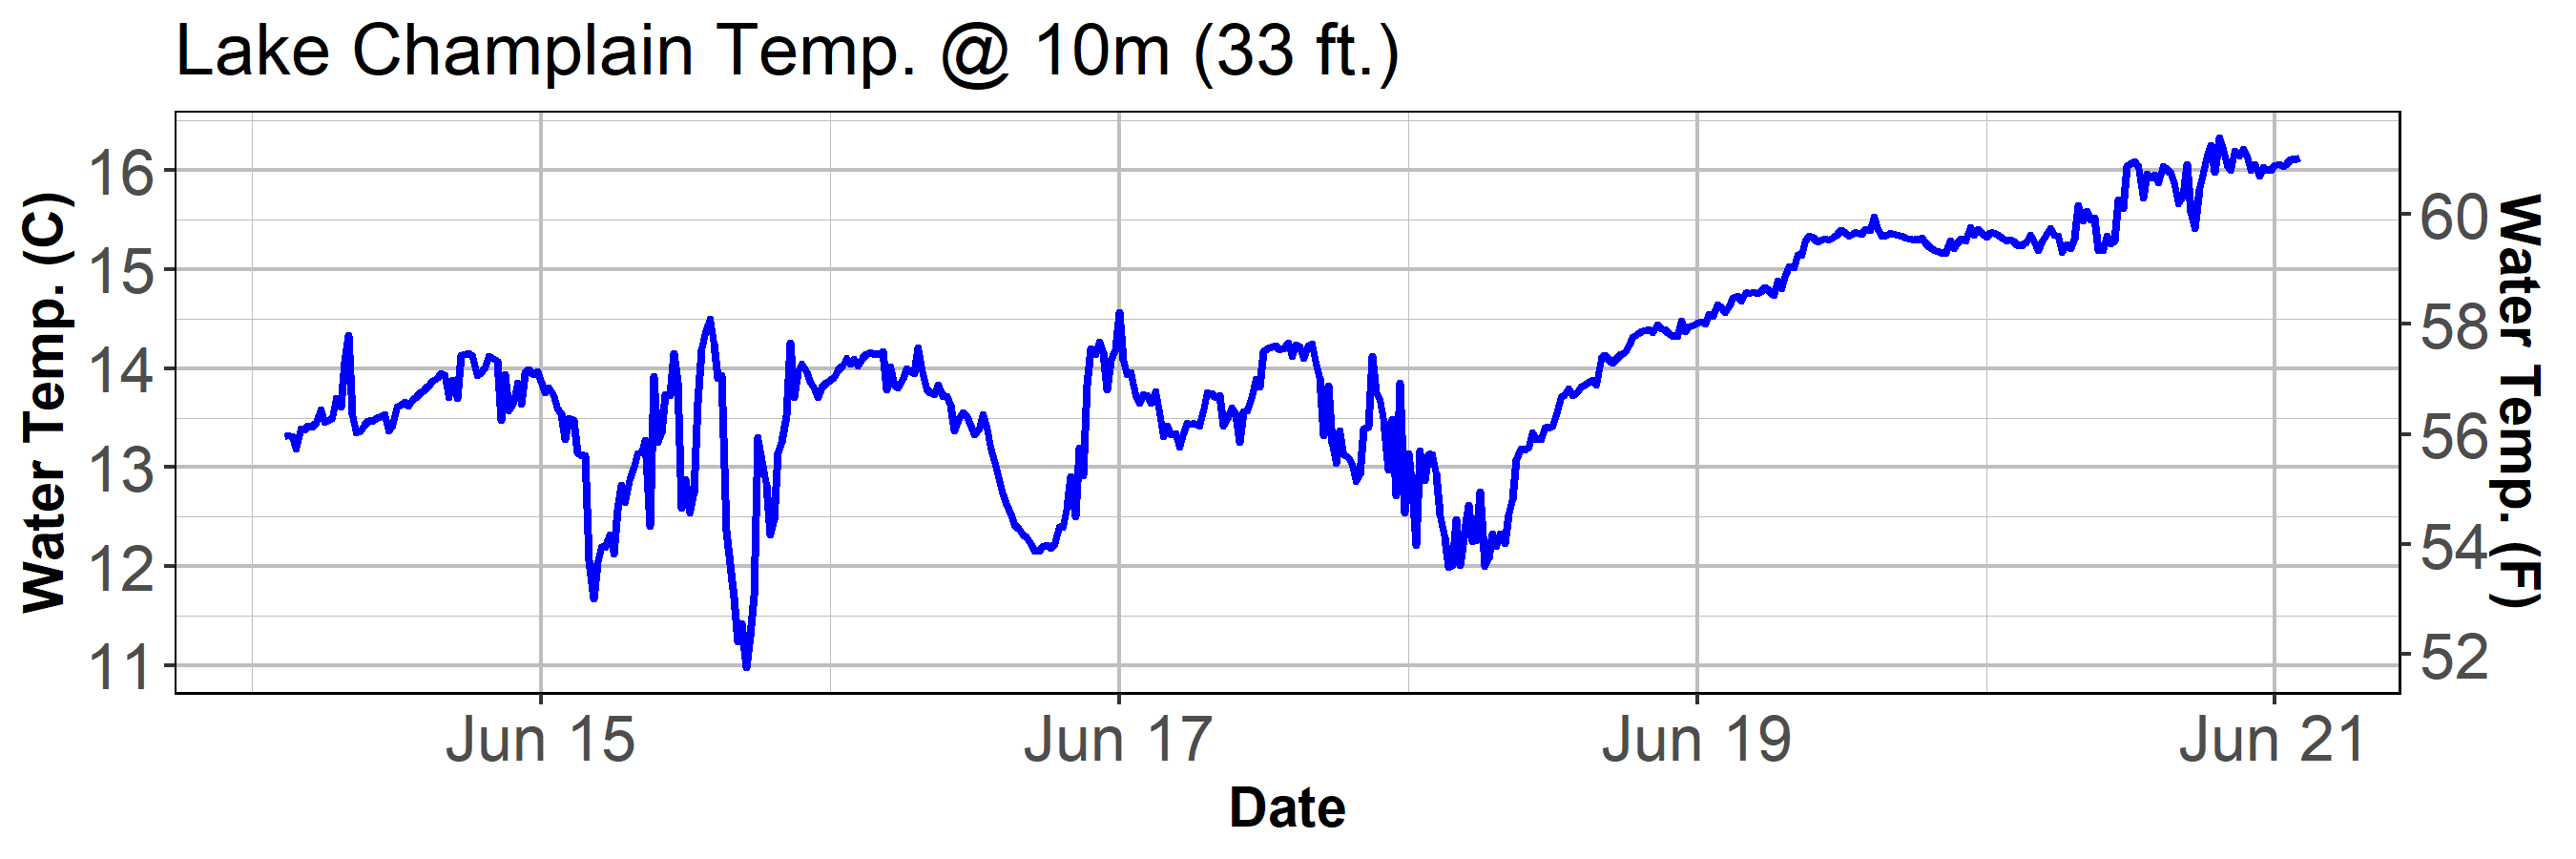 Lake Champlain Temp. @ 10m (33 ft.)
Water Temp. (C)
16
15
14
13
12
11
60
58
56
54
52
Water Temp. (F)
Jun 15 Jun 17 Jun 19 Jun 21
Date